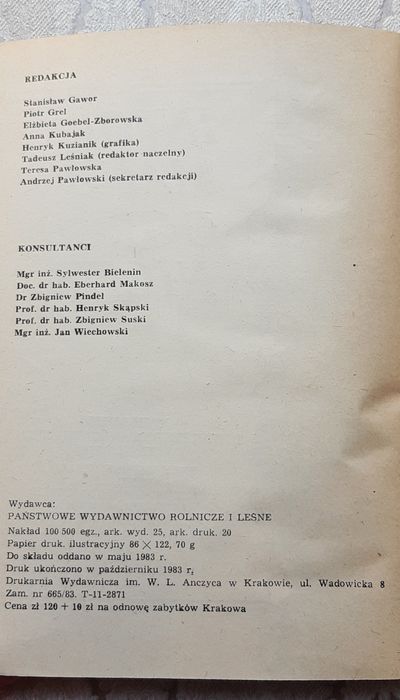 REDAKCJA
Stanisław Gawor
Piotr Grel
Elżbieta Goebel-Zborowska
Anna Kubajak
Henryk Kuzianik (grafika)
Tadeusz Leśniak (redaktor naczelny)
Teresa Pawłowska
Andrzej Pawłowski (sekretarz redakcji)
KONSULTANCI
Mgr inż. Sylwester Bielenin
Doc. dr hab. Eberhard Makosz
Dr Zbigniew Pindel
Prof. dr hab. Henryk Skąpski
Prof. dr hab. Zbigniew Suski
Mgr inż. Jan Wiechowski
Wydawca:
PAŃSTWOWE WYDAWNICTWO ROLNICZE I LEŚNE
Nakład 100 500 egz., ark. wyd. 25, ark. druk. 20
Papier druk. ilustracyjny 86 × 122, 70 g
Do składu oddano w maju 1983 r.
Druk ukończono w październiku 1983 r.
Drukarnia Wydawnicza im. W. L. Anczyca w Krakowie, ul. Wadowicka 8
Zam. nr 665/83. T-11-2871
Cena zł 120 + 10 zł na odnowę zabytków Krakowa